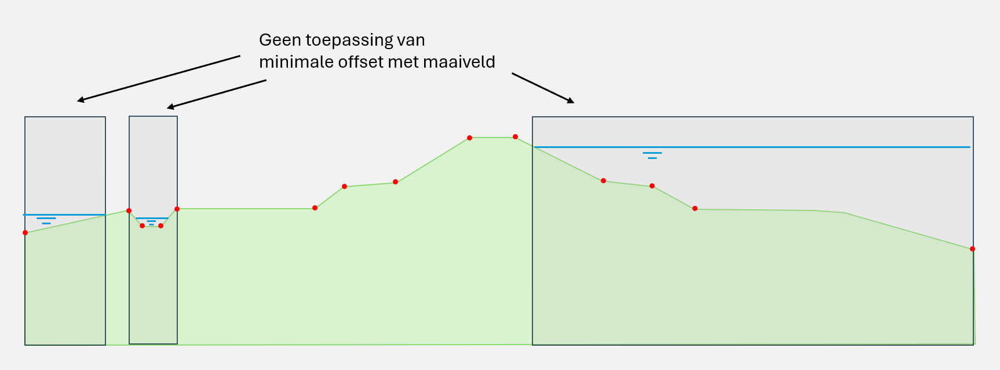 Geen toepassing van
minimale offset met maaiveld